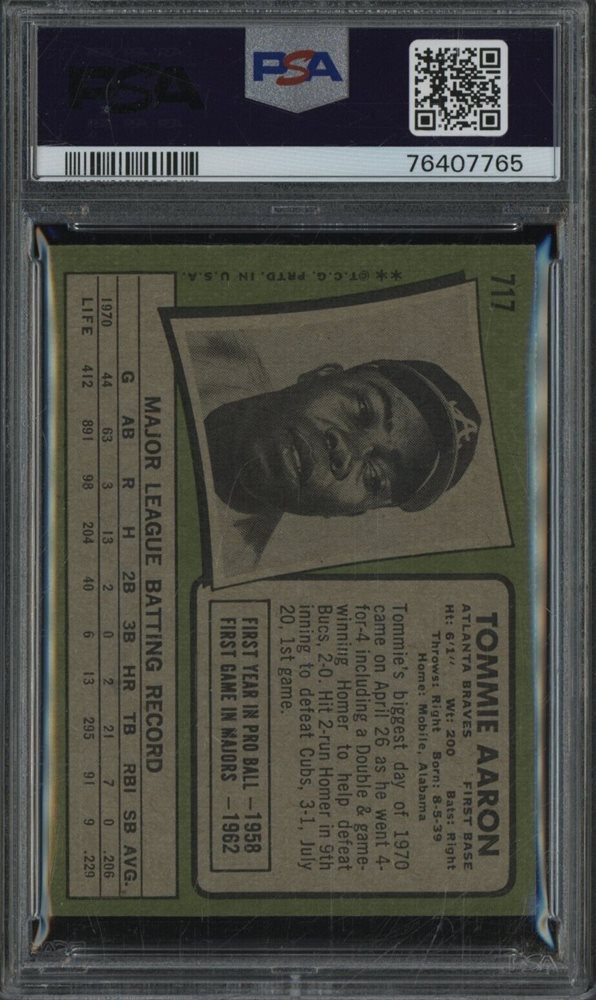 PSA
PSA
76407765
717
**©T.C.G. PRTD. IN U.S.A.
A
TOMMIE AARON
ATLANTA BRAVES FIRST BASE
Ht: 6'1" Wt: 200 Bats: Right
Throws: Right Born: 8-5-39
Home: Mobile, Alabama
Tommie's biggest day of 1970
came on April 26 as he went 4-
for-4 including a Double & game-
winning Homer to help defeat
Bucs, 2-0. Hit 2-run Homer in 9th
inning to defeat Cubs, 3-1, July
20, 1st game.
FIRST YEAR IN PRO BALL —1958
FIRST GAME IN MAJORS —1962
MAJOR LEAGUE BATTING RECORD
G AB R H 2B 3B HR TB RBI SB AVG.
1970 44 63 3 13 2 0 2 21 7 0 .206
LIFE 412 891 98 204 40 6 13 295 91 9 .229
PSA